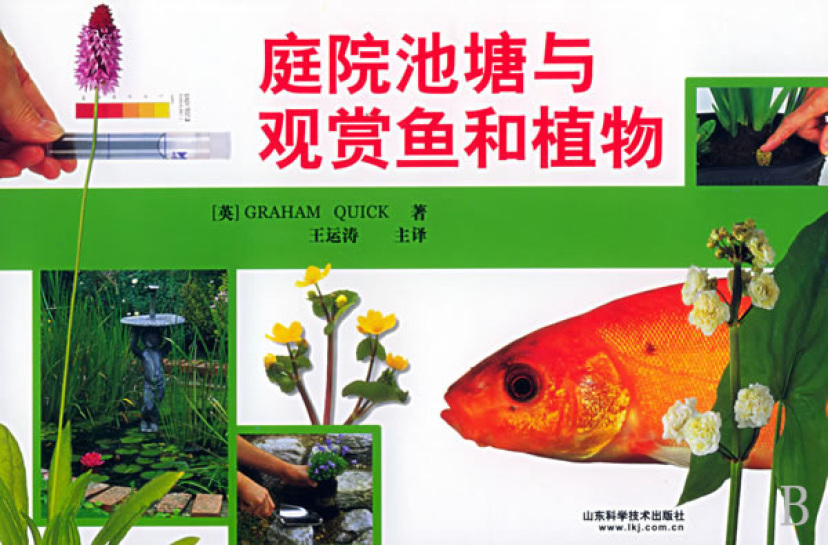 庭院池塘与
观赏鱼和植物
[英] GRAHAM QUICK 著
王运涛 主译
山东科学技术出版社
www.lkj.com.cn
B